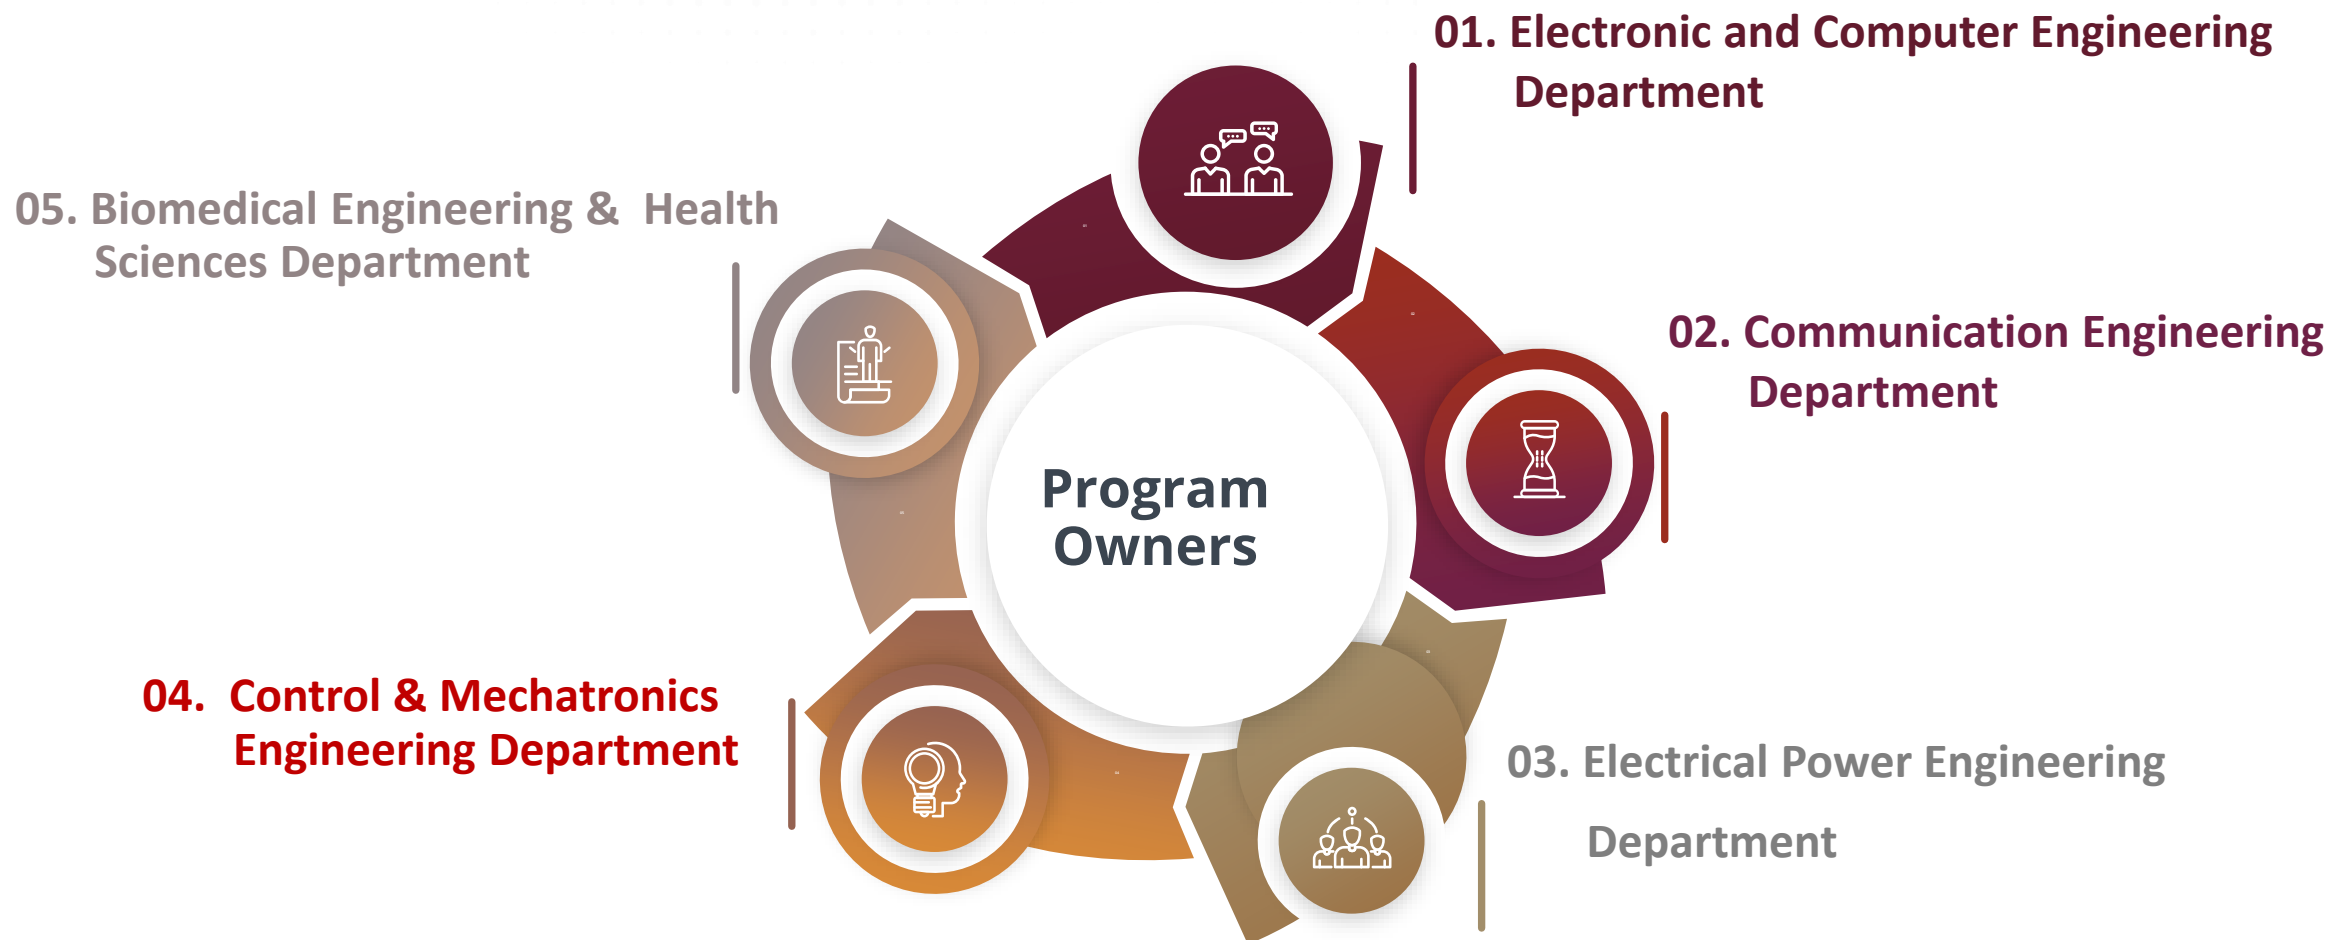 01. Electronic and Computer Engineering
Department
02. Communication Engineering
Department
03. Electrical Power Engineering
Department
04. Control & Mechatronics
Engineering Department
05. Biomedical Engineering & Health
Sciences Department
Program
Owners